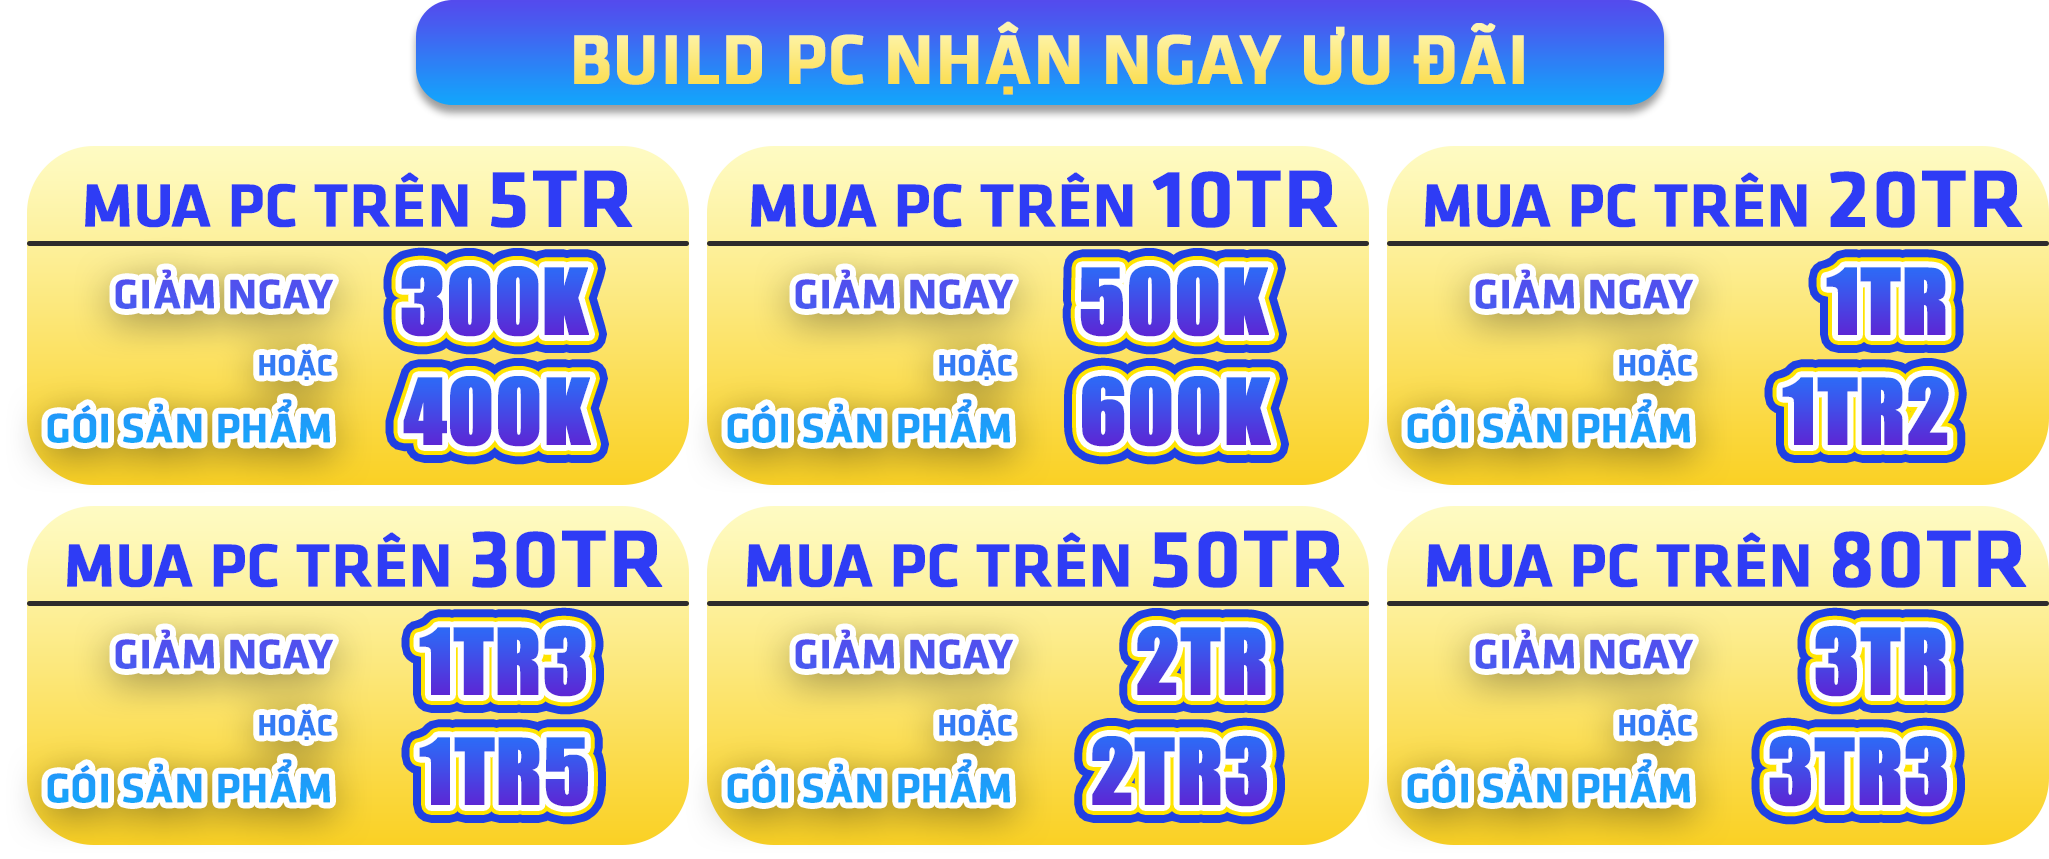 BUILD PC NHẬN NGAY ƯU ĐÃI
MUA PC TRÊN 5TR
GIẢM NGAY 300K
HOẶC
GÓI SẢN PHẨM 400K
MUA PC TRÊN 10TR
GIẢM NGAY 500K
HOẶC
GÓI SẢN PHẨM 600K
MUA PC TRÊN 20TR
GIẢM NGAY 1TR
HOẶC
GÓI SẢN PHẨM 1TR2
MUA PC TRÊN 30TR
GIẢM NGAY 1TR3
HOẶC
GÓI SẢN PHẨM 1TR5
MUA PC TRÊN 50TR
GIẢM NGAY 2TR
HOẶC
GÓI SẢN PHẨM 2TR3
MUA PC TRÊN 80TR
GIẢM NGAY 3TR
HOẶC
GÓI SẢN PHẨM 3TR3